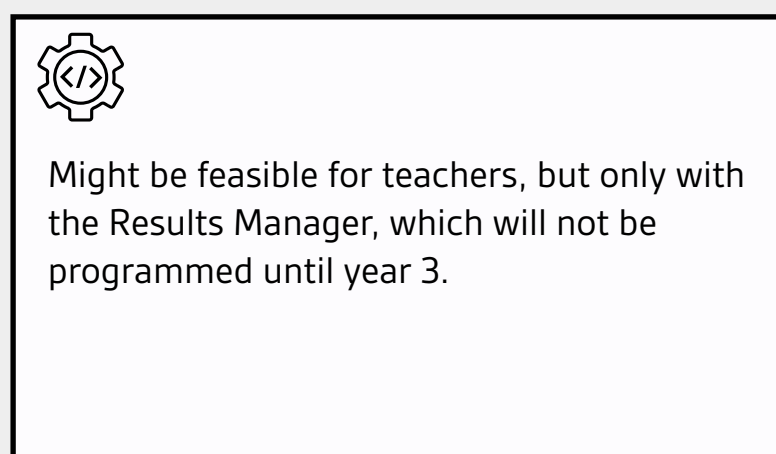 </>
Might be feasible for teachers, but only with
the Results Manager, which will not be
programmed until year 3.